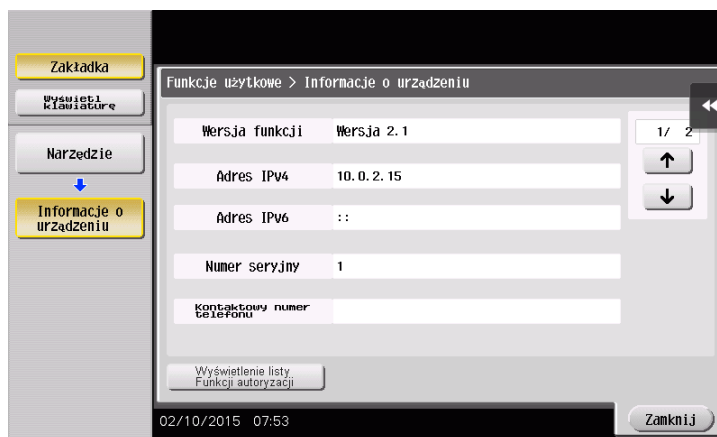 Zakładka
Wyświetl
klawiaturę
Narzędzie
Informacje o
urządzeniu
Funkcje użytkowe > Informacje o urządzeniu
Wersja funkcji Wersja 2.1
1/ 2
Adres IPv4 10.0.2.15
Adres IPv6 ::
Numer seryjny 1
Kontaktowy numer
telefonu
Wyświetlenie listy
Funkcji autoryzacji
02/10/2015 07:53
Zamknij